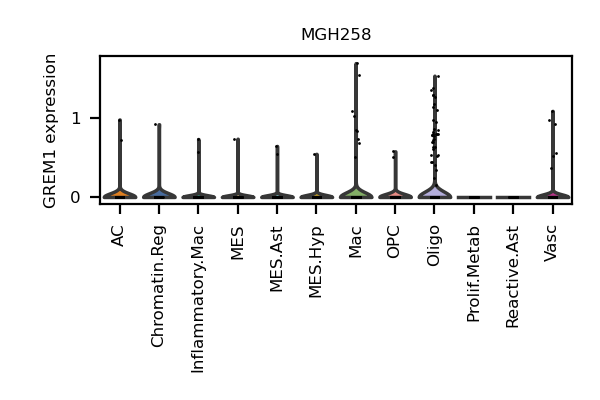 MGH258
GREM1 expression
1
0
AC
Chromatin.Reg
Inflammatory.Mac
MES
MES.Ast
MES.Hyp
Mac
OPC
Oligo
Prolif.Metab
Reactive.Ast
Vasc